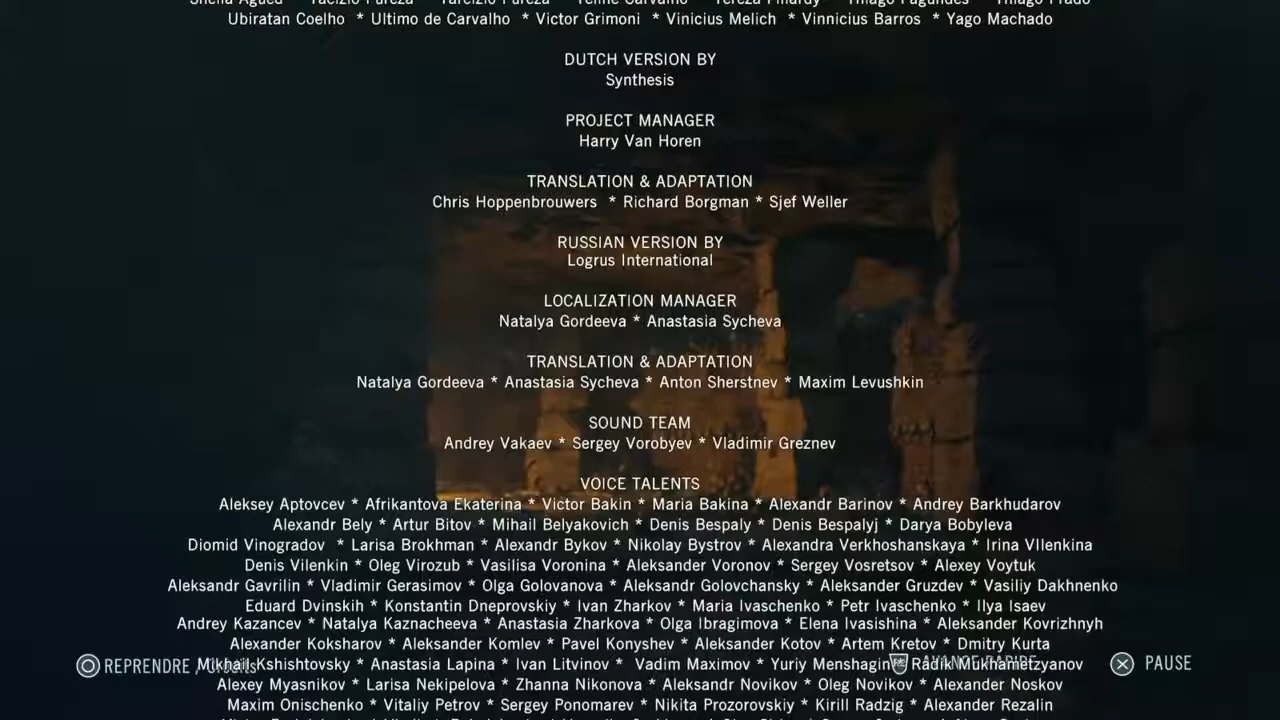 Ubiratan Coelho * Ultimo de Carvalho * Victor Grimoni * Vinicius Melich * Vinnicius Barros * Yago Machado
DUTCH VERSION BY
Synthesis
PROJECT MANAGER
Harry Van Horen
TRANSLATION & ADAPTATION
Chris Hoppenbrouwers * Richard Borgman * Sjef Weller
RUSSIAN VERSION BY
Logrus International
LOCALIZATION MANAGER
Natalya Gordeeva * Anastasia Sycheva
TRANSLATION & ADAPTATION
Natalya Gordeeva * Anastasia Sycheva * Anton Sherstnev * Maxim Levushkin
SOUND TEAM
Andrey Vakaev * Sergey Vorobyev * Vladimir Greznev
VOICE TALENTS
Aleksey Aptovcev * Afrikantova Ekaterina * Victor Bakin * Maria Bakina * Alexandr Barinov * Andrey Barkhudarov
Alexandr Bely * Artur Bitov * Mihail Belyakovich * Denis Bespaly * Denis Bespalyj * Darya Bobyleva
Diomid Vinogradov * Larisa Brokhman * Alexandr Bykov * Nikolay Bystrov * Alexandra Verkhoshanskaya * Irina VIlenkina
Denis Vilenkin * Oleg Virozub * Vasilisa Voronina * Aleksander Voronov * Sergey Vosretsov * Alexey Voytuk
Aleksandr Gavrilin * Vladimir Gerasimov * Olga Golovanova * Aleksandr Golovchansky * Aleksander Gruzdev * Vasiliy Dakhnenko
Eduard Dvinskih * Konstantin Dneprovskiy * Ivan Zharkov * Maria Ivaschenko * Petr Ivaschenko * Ilya Isaev
Andrey Kazancev * Natalya Kaznacheeva * Anastasia Zharkova * Olga Ibragimova * Elena Ivasishina * Aleksander Kovrizhnyh
Alexander Koksharov * Aleksander Komlev * Pavel Konyshev * Aleksander Kotov * Artem Kretov * Dmitry Kurta
REPRENDRE / Mikhail Kshishtovsky * Anastasia Lapina * Ivan Litvinov * Vadim Maximov * Yuriy Menshagin * Radik Mukhametzyanov PAUSE
Alexey Myasnikov * Larisa Nekipelova * Zhanna Nikonova * Aleksandr Novikov * Oleg Novikov * Alexander Noskov
Maxim Onischenko * Vitaliy Petrov * Sergey Ponomarev * Nikita Prozorovskiy * Kirill Radzig * Alexander Rezalin